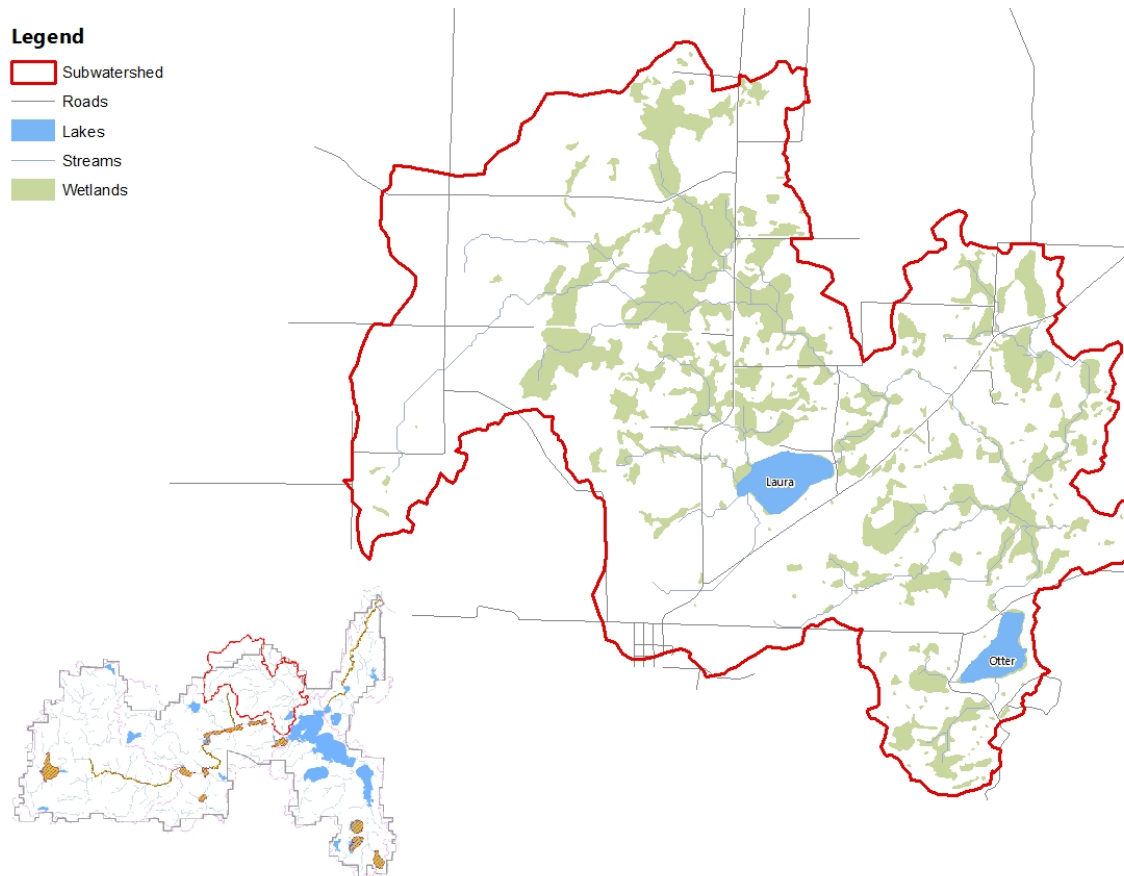 Legend
Subwatershed
Roads
Lakes
Streams
Wetlands
Laura
Otter